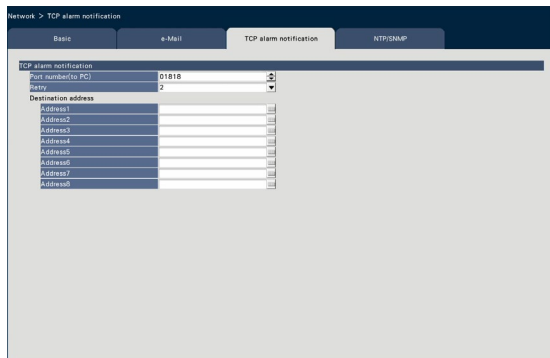 Network > TCP alarm notification
Basic e-Mail TCP alarm notification NTP/SNMP
TCP alarm notification
Port number(to PC) 01818
Retry 2
Destination address
Address1
Address2
Address3
Address4
Address5
Address6
Address7
Address8